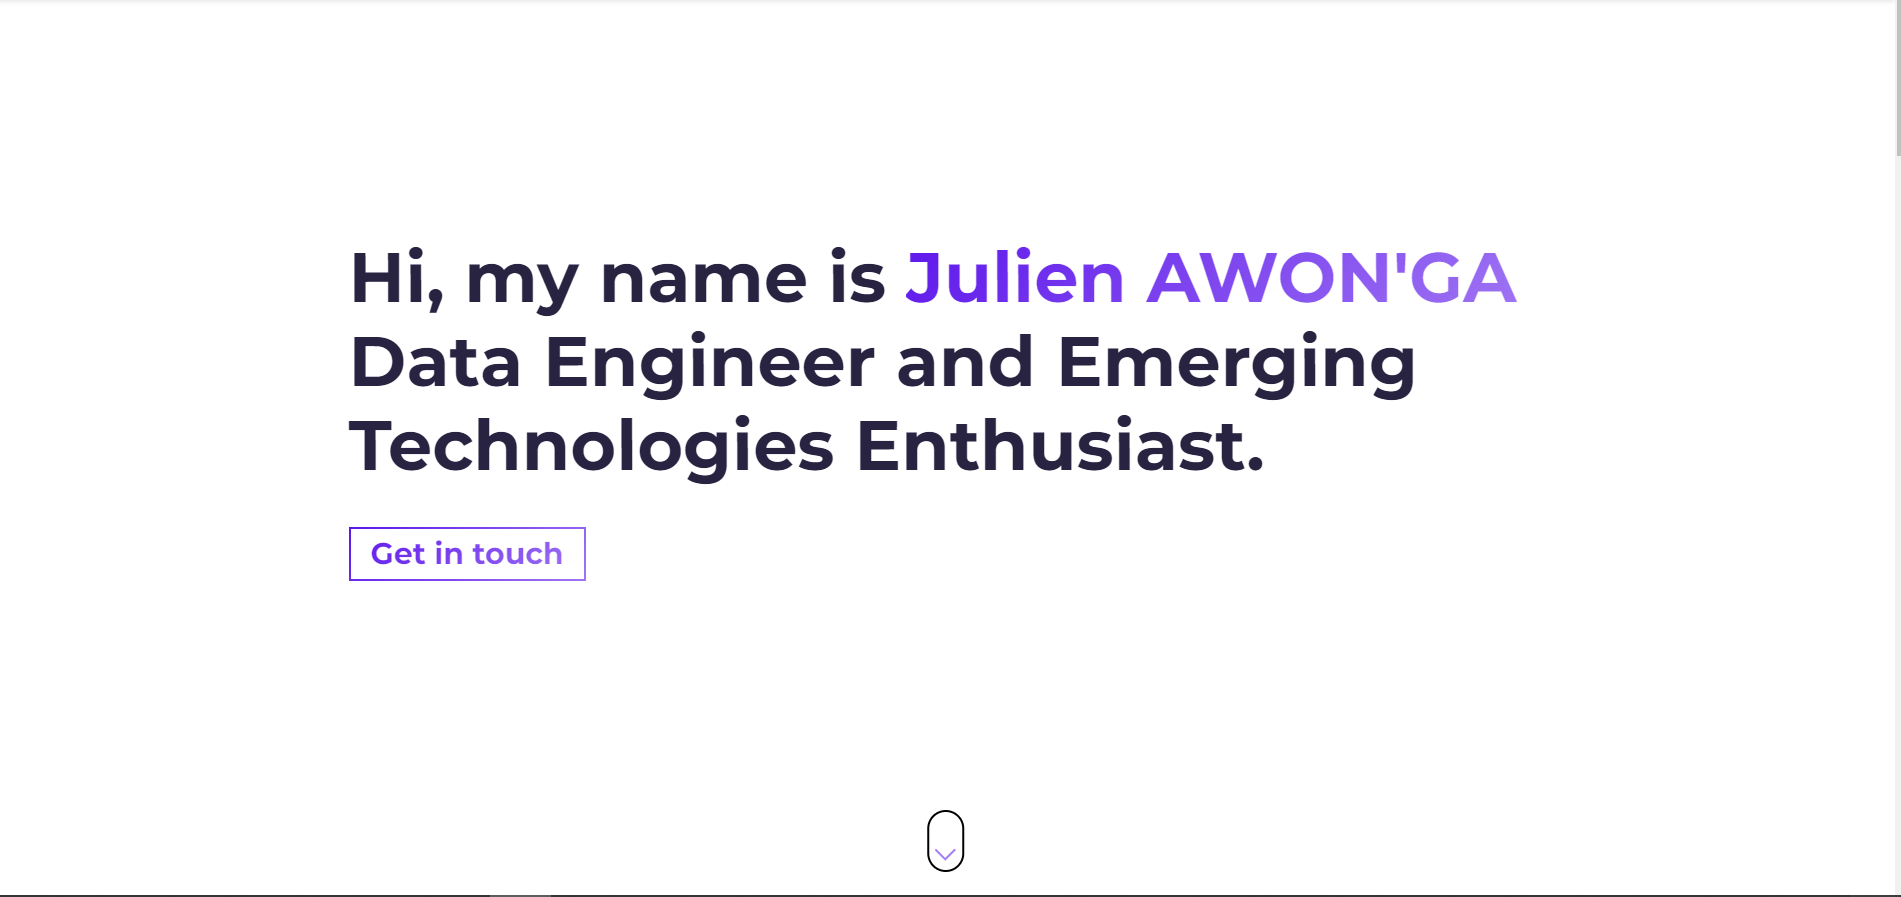 Hi, my name is Julien AWON'GA
Data Engineer and Emerging
Technologies Enthusiast.
Get in touch